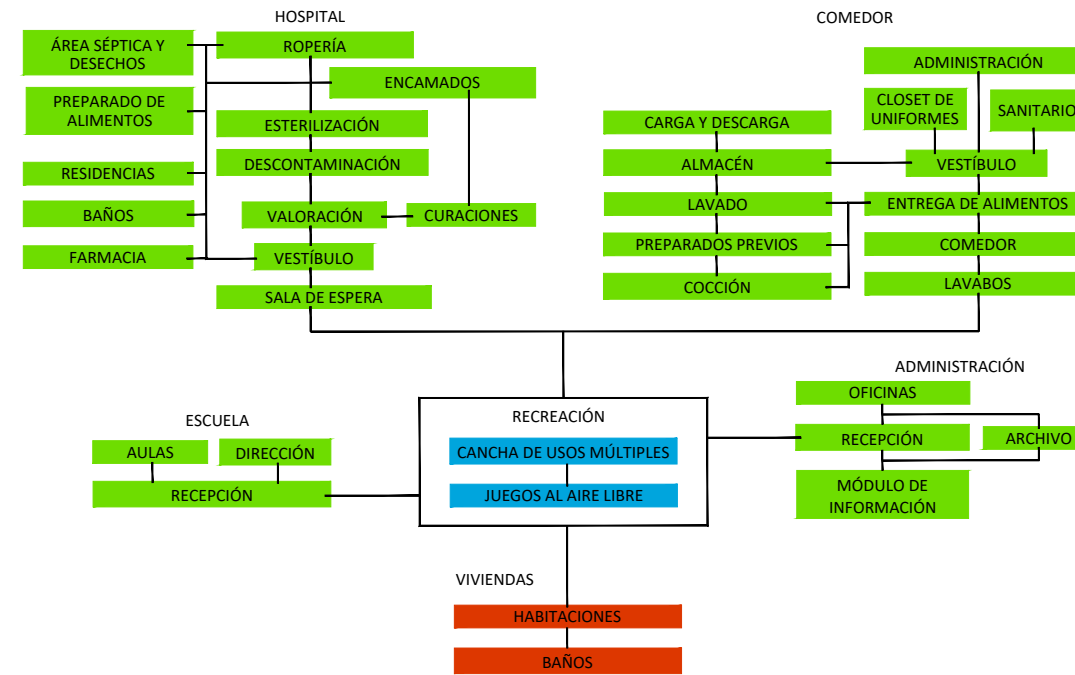 HOSPITAL
ÁREA SÉPTICA Y
DESECHOS
ROPERÍA
ENCAMADOS
PREPARADO DE
ALIMENTOS
ESTERILIZACIÓN
DESCONTAMINACIÓN
RESIDENCIAS
BAÑOS
VALORACIÓN
CURACIONES
FARMACIA
VESTÍBULO
SALA DE ESPERA
COMEDOR
ADMINISTRACIÓN
CLOSET DE
UNIFORMES
SANITARIO
CARGA Y DESCARGA
ALMACÉN
VESTÍBULO
LAVADO
ENTREGA DE ALIMENTOS
PREPARADOS PREVIOS
COMEDOR
COCCIÓN
LAVABOS
ESCUELA
AULAS
DIRECCIÓN
RECEPCIÓN
RECREACIÓN
CANCHA DE USOS MÚLTIPLES
JUEGOS AL AIRE LIBRE
ADMINISTRACIÓN
OFICINAS
RECEPCIÓN
ARCHIVO
MÓDULO DE
INFORMACIÓN
VIVIENDAS
HABITACIONES
BAÑOS